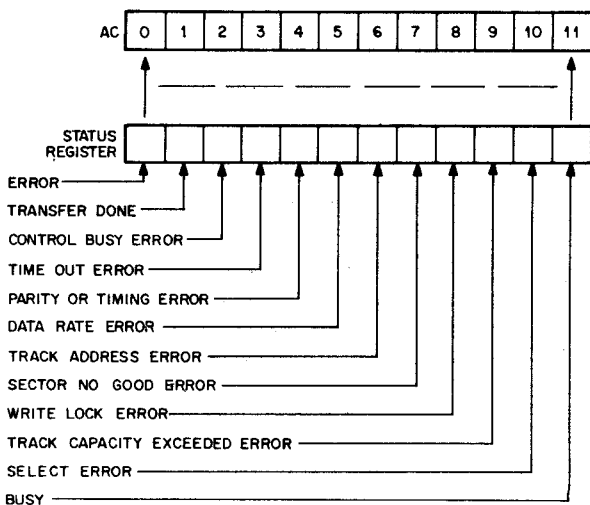 AC 0 1 2 3 4 5 6 7 8 9 10 11
STATUS
REGISTER
ERROR
TRANSFER DONE
CONTROL BUSY ERROR
TIME OUT ERROR
PARITY OR TIMING ERROR
DATA RATE ERROR
TRACK ADDRESS ERROR
SECTOR NO GOOD ERROR
WRITE LOCK ERROR
TRACK CAPACITY EXCEEDED ERROR
SELECT ERROR
BUSY